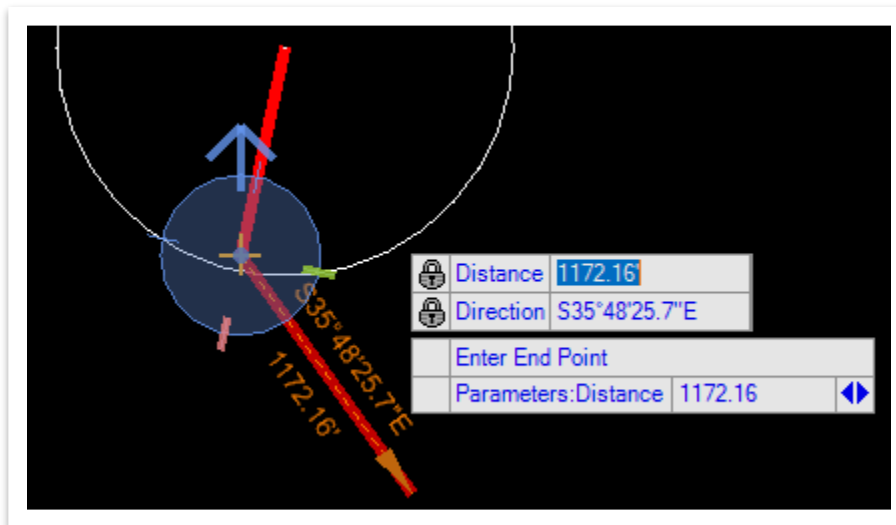 Distance 1172.16'
Direction S35°48'25.7"E
Enter End Point
Parameters:Distance 1172.16
S35°48'25.7"E
1172.16'